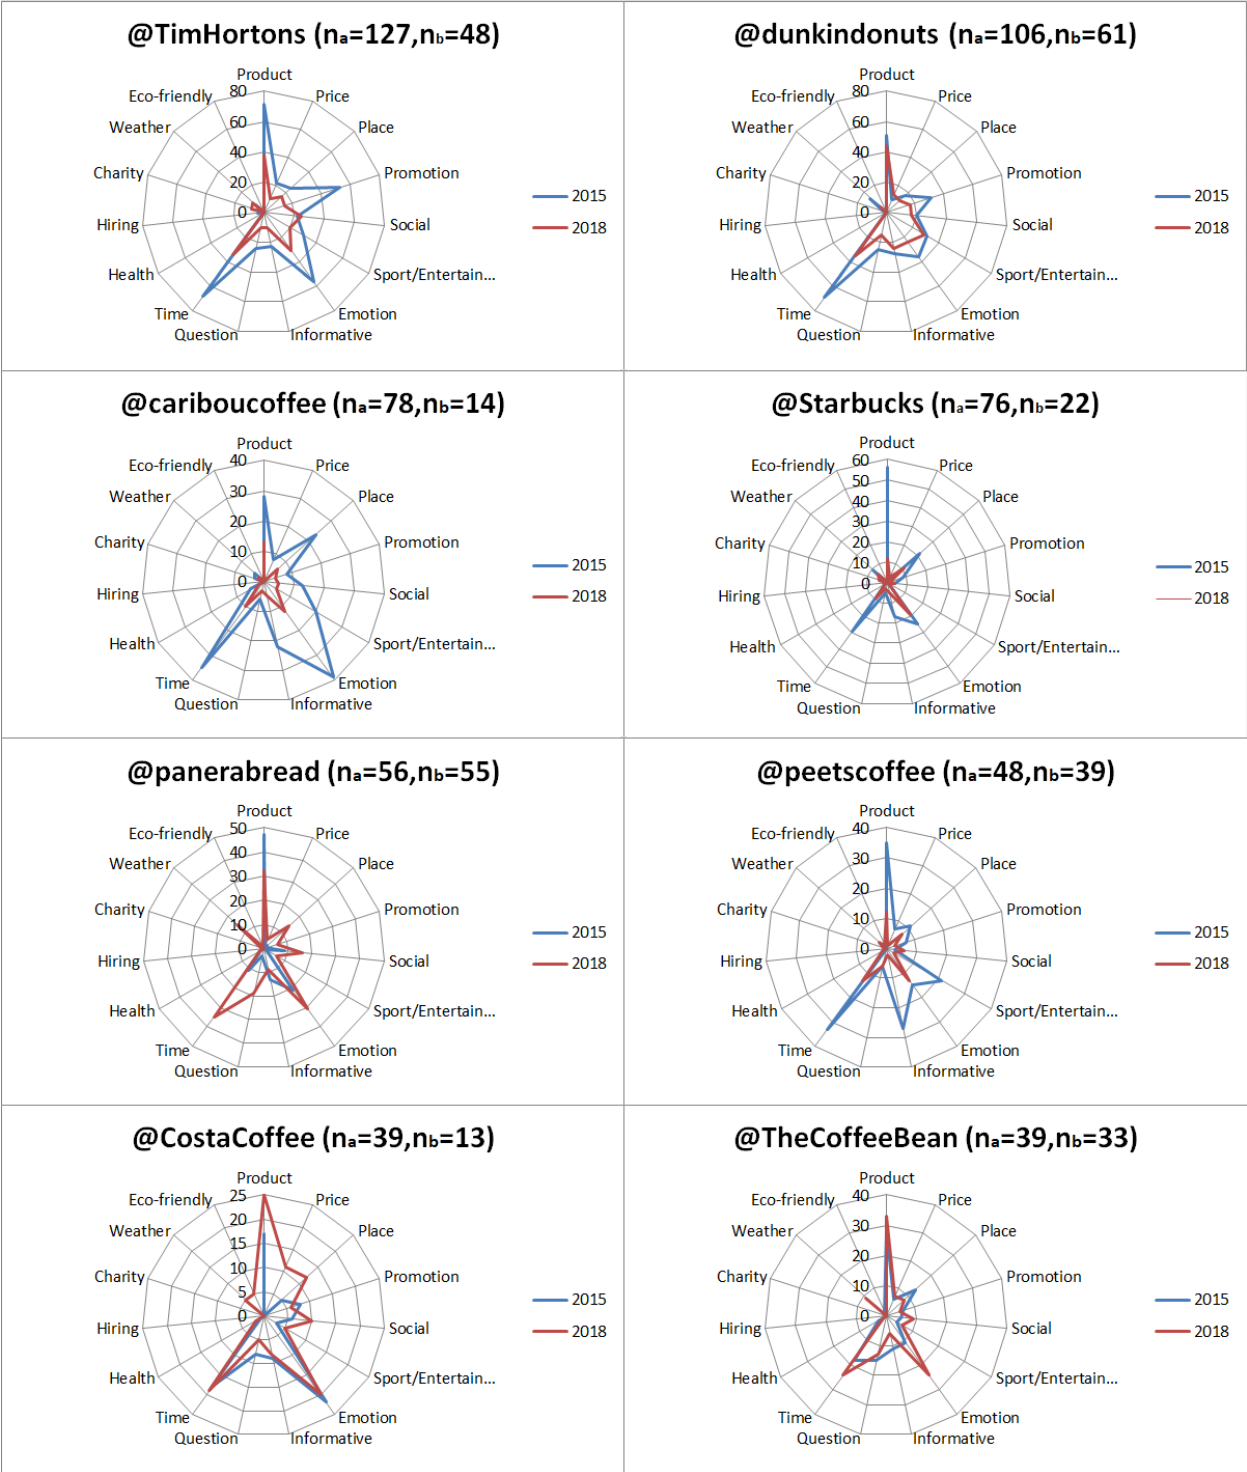 @TimHortons (na=127,nb=48)
Product
Eco-friendly
80
Price
Weather
60
Place
Charity
40
Promotion
20
2015
Hiring
0
Social
2018
Health
Sport/Entertain...
Time
Emotion
Question
Informative
@dunkindonuts (na=106,nb=61)
Product
Eco-friendly
80
Price
Weather
60
Place
Charity
40
Promotion
20
2015
Hiring
0
Social
2018
Health
Sport/Entertain...
Time
Emotion
Question
Informative
@cariboucoffee (na=78,nb=14)
Product
Eco-friendly
40
Price
Weather
30
Place
20
Charity
Promotion
10
2015
Hiring
0
Social
2018
Health
Sport/Entertain...
Time
Emotion
Question
Informative
@Starbucks (na=76,nb=22)
Product
Eco-friendly
60
Price
50
Weather
40
Place
30
Charity
20
Promotion
10
2015
Hiring
0
Social
2018
Health
Sport/Entertain...
Time
Emotion
Question
Informative
@panerabread (na=56,nb=55)
Product
Eco-friendly
50
Price
Weather
40
Place
30
Charity
20
Promotion
10
2015
Hiring
0
Social
2018
Health
Sport/Entertain...
Time
Emotion
Question
Informative
@peetscoffee (na=48,nb=39)
Product
Eco-friendly
40
Price
Weather
30
Place
20
Charity
Promotion
10
2015
Hiring
0
Social
2018
Health
Sport/Entertain...
Time
Emotion
Question
Informative
@CostaCoffee (na=39,nb=13)
Product
Eco-friendly
25
Price
Weather
20
Place
15
Charity
10
Promotion
5
2015
Hiring
0
Social
2018
Health
Sport/Entertain...
Time
Emotion
Question
Informative
@TheCoffeeBean (na=39,nb=33)
Product
Eco-friendly
40
Price
Weather
30
Place
20
Charity
Promotion
10
2015
Hiring
0
Social
2018
Health
Sport/Entertain...
Time
Emotion
Question
Informative